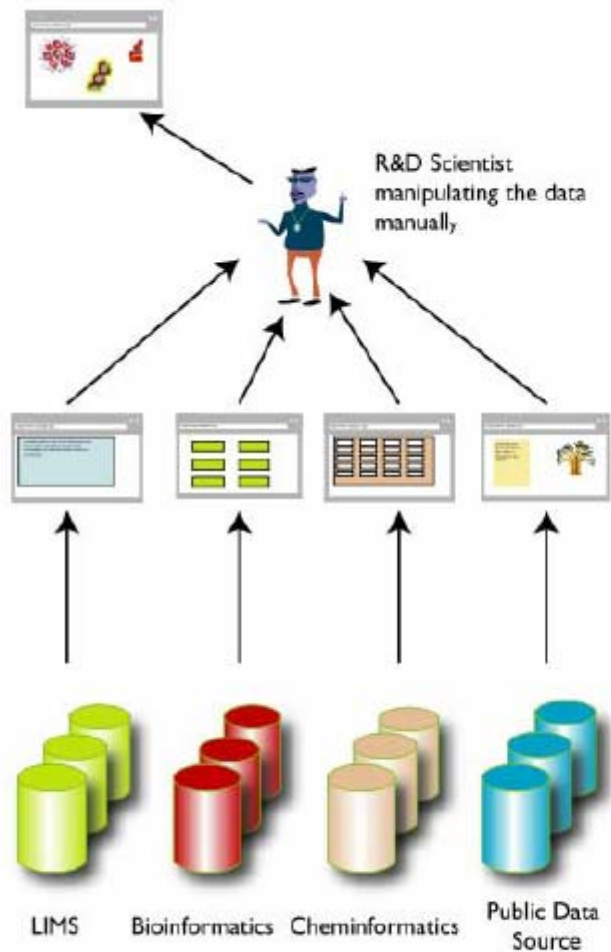 R&D Scientist
manipulating the data
manually
LIMS
Bioinformatics
Cheminformatics
Public Data
Source